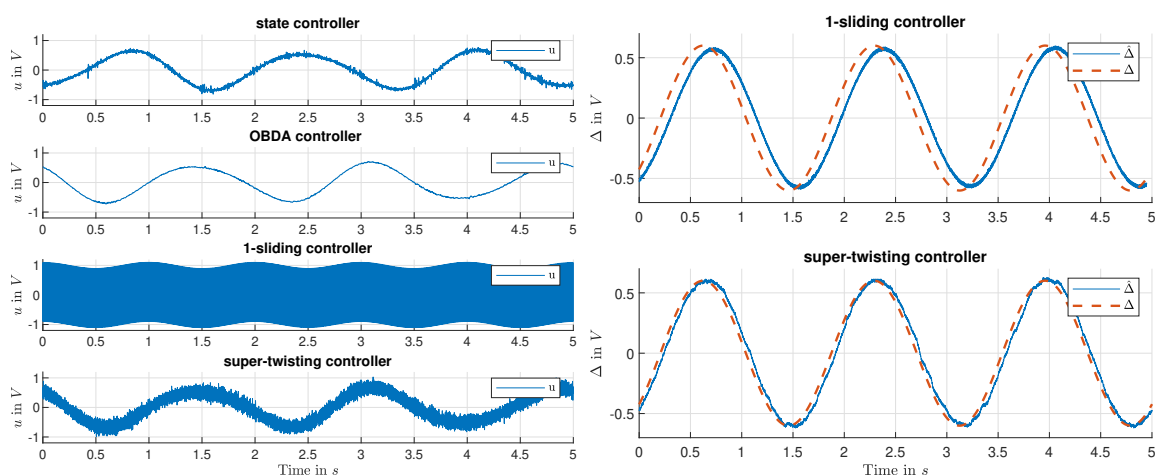 state controller
u in V
1
0
-1
u
0 0.5 1 1.5 2 2.5 3 3.5 4 4.5 5
OBDA controller
u in V
1
0
-1
u
0 0.5 1 1.5 2 2.5 3 3.5 4 4.5 5
1-sliding controller
u in V
1
0
-1
u
0 0.5 1 1.5 2 2.5 3 3.5 4 4.5 5
super-twisting controller
u in V
1
0
-1
u
0 0.5 1 1.5 2 2.5 3 3.5 4 4.5 5
Time in s
1-sliding controller
Δ in V
0.5
0
-0.5
Δ̂
Δ
0 0.5 1 1.5 2 2.5 3 3.5 4 4.5 5
super-twisting controller
Δ in V
0.5
0
-0.5
Δ̂
Δ
0 0.5 1 1.5 2 2.5 3 3.5 4 4.5 5
Time in s